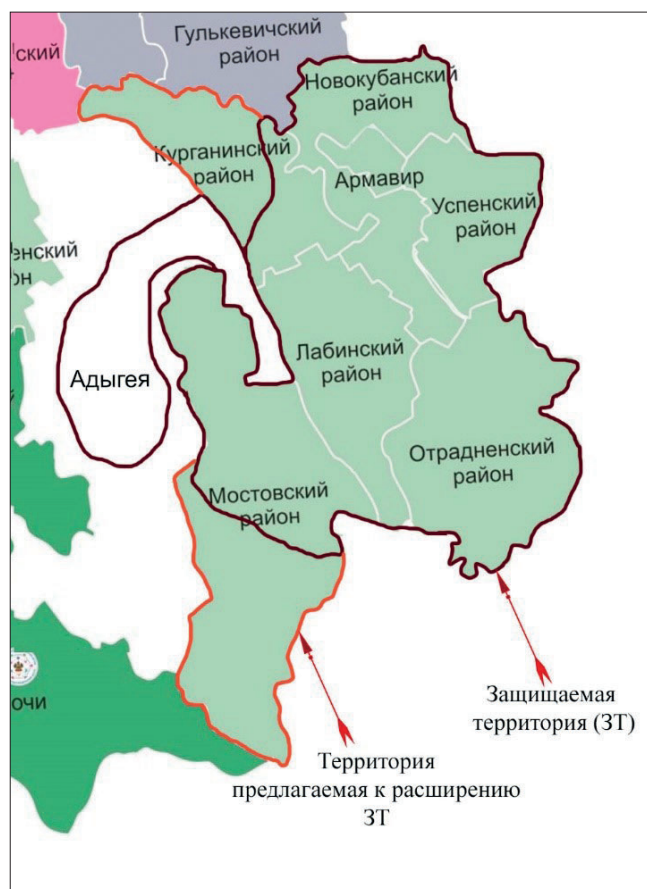 Гулькевичский
район
Новокубанский
район
Курганинский
район
Армавир
Успенский
район
Лабинский
район
Адыгея
Отрадненский
район
Мостовский
район
Защищаемая
территория (ЗТ)
Территория
предлагаемая к расширению
ЗТ